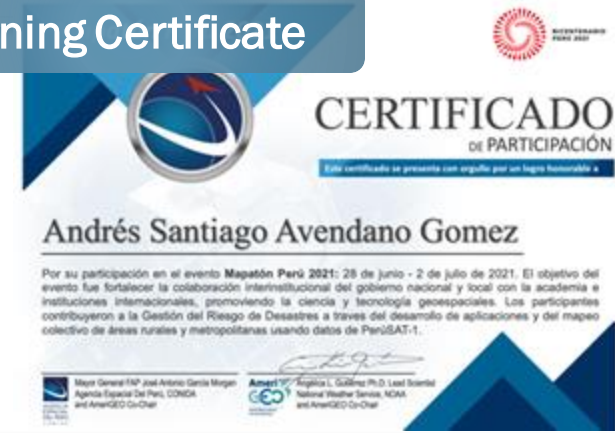 ning Certificate
BICENTENARIO
PERÚ 2021
CERTIFICADO
DE PARTICIPACIÓN
Este certificado se presenta con orgullo por un logro honorable a
Andrés Santiago Avendano Gomez
Por su participación en el evento Mapatón Perú 2021: 28 de junio - 2 de julio de 2021. El objetivo del
evento fue fortalecer la colaboración interinstitucional del gobierno nacional y local con la academia e
instituciones internacionales, promoviendo la ciencia y tecnología geoespaciales. Los participantes
contribuyeron a la Gestión del Riesgo de Desastres a traves del desarrollo de aplicaciones y del mapeo
colectivo de áreas rurales y metropolitanas usando datos de PerúSAT-1.
Mayor General FAP José Antonio García Morgan
Agencia Espacial Del Perú, CONIDA
and AmeriGEO Co-Chair
Ameri
GEO
Angélica L. Gutiérrez Ph.D. Lead Scientist
National Weather Service, NOAA
and AmeriGEO Co-Chair